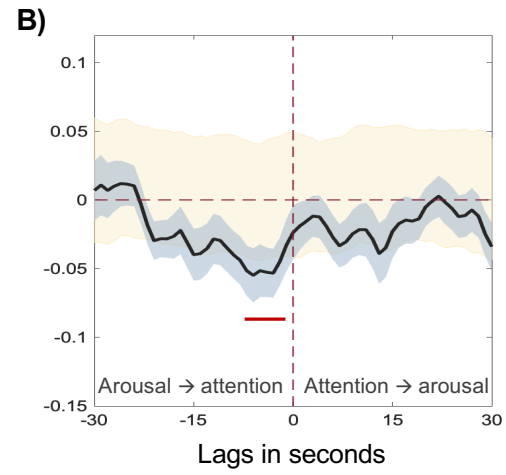 B)
0.1
0.05
0
-0.05
-0.1
-0.15
Arousal → attention
Attention → arousal
-30
-15
0
15
30
Lags in seconds